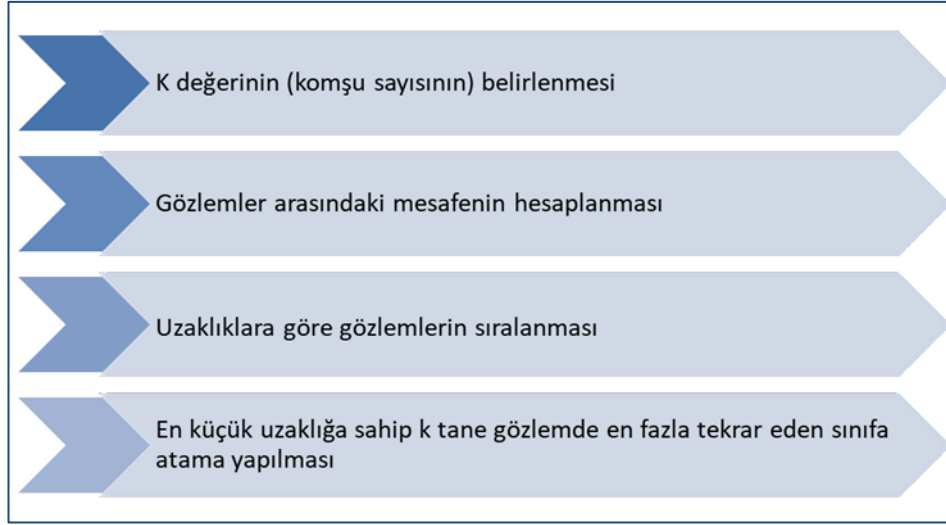 K değerinin (komşu sayısının) belirlenmesi
Gözlemler arasındaki mesafenin hesaplanması
Uzaklıklara göre gözlemlerin sıralanması
En küçük uzaklığa sahip k tane gözlemde en fazla tekrar eden sınıfa
atama yapılması